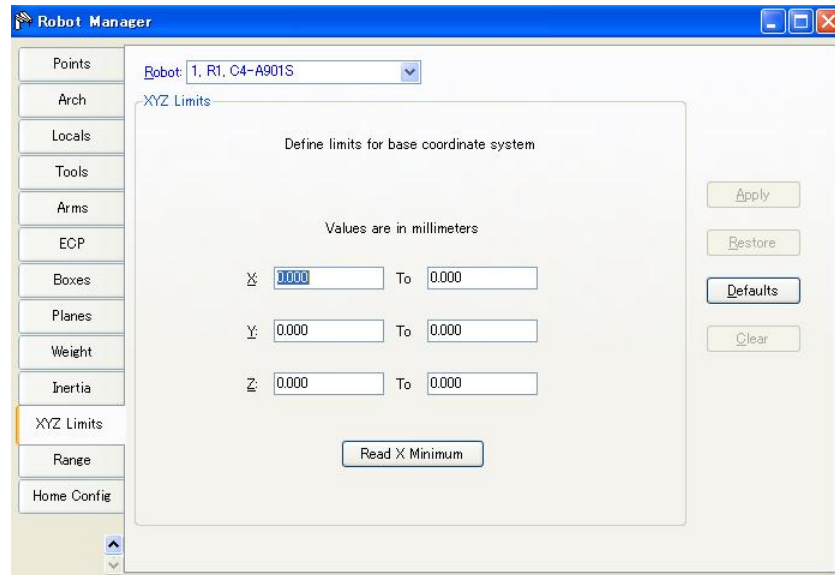 Robot Manager
Points
Arch
Locals
Tools
Arms
ECP
Boxes
Planes
Weight
Inertia
XYZ Limits
Range
Home Config
Robot: 1, R1, C4-A901S
XYZ Limits
Define limits for base coordinate system
Values are in millimeters
X: 0.000 To 0.000
Y: 0.000 To 0.000
Z: 0.000 To 0.000
Read X Minimum
Apply
Restore
Defaults
Clear